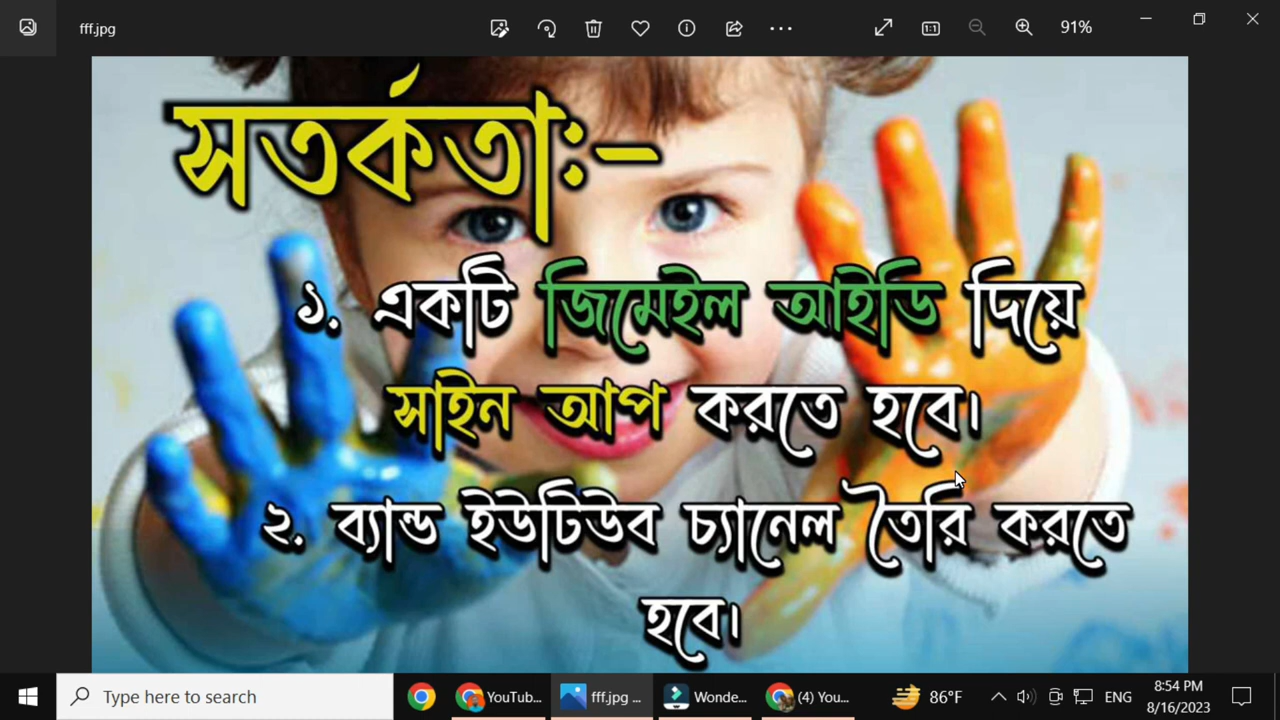 fff.jpg
91%
সতর্কতাঃ-
১. একটি জিমেইল আইডি দিয়ে
সাইন আপ করতে হবে।
২. ব্যান্ড ইউটিউব চ্যানেল তৈরি করতে
হবে।
Type here to search
YouTub...
fff.jpg ...
Wonde...
(4) You...
86°F
ENG
8:54 PM
8/16/2023